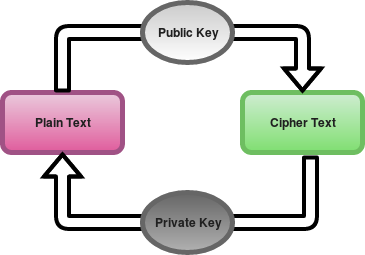 Public Key
Plain Text
Cipher Text
Private Key